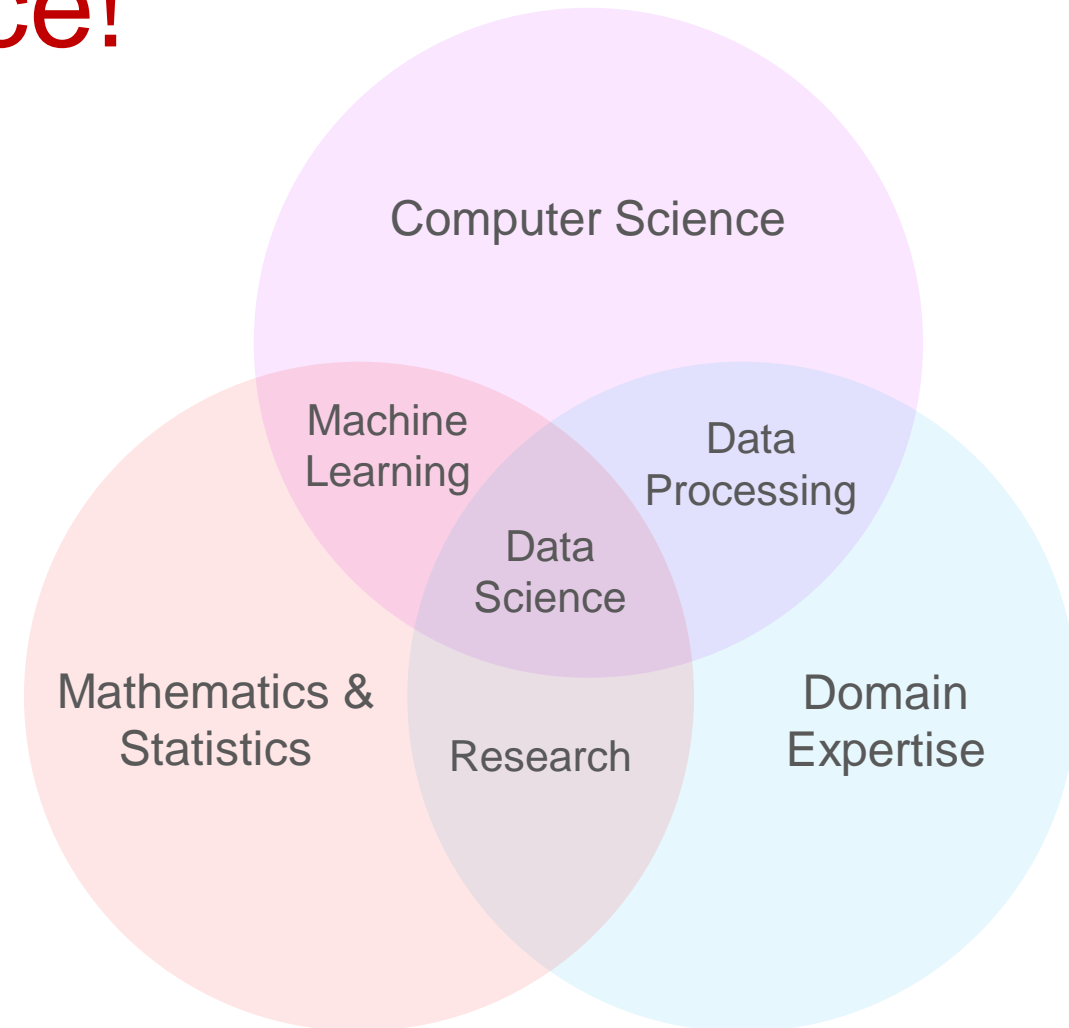 ce!
Computer Science
Machine
Learning
Data
Processing
Data
Science
Mathematics &
Statistics
Research
Domain
Expertise